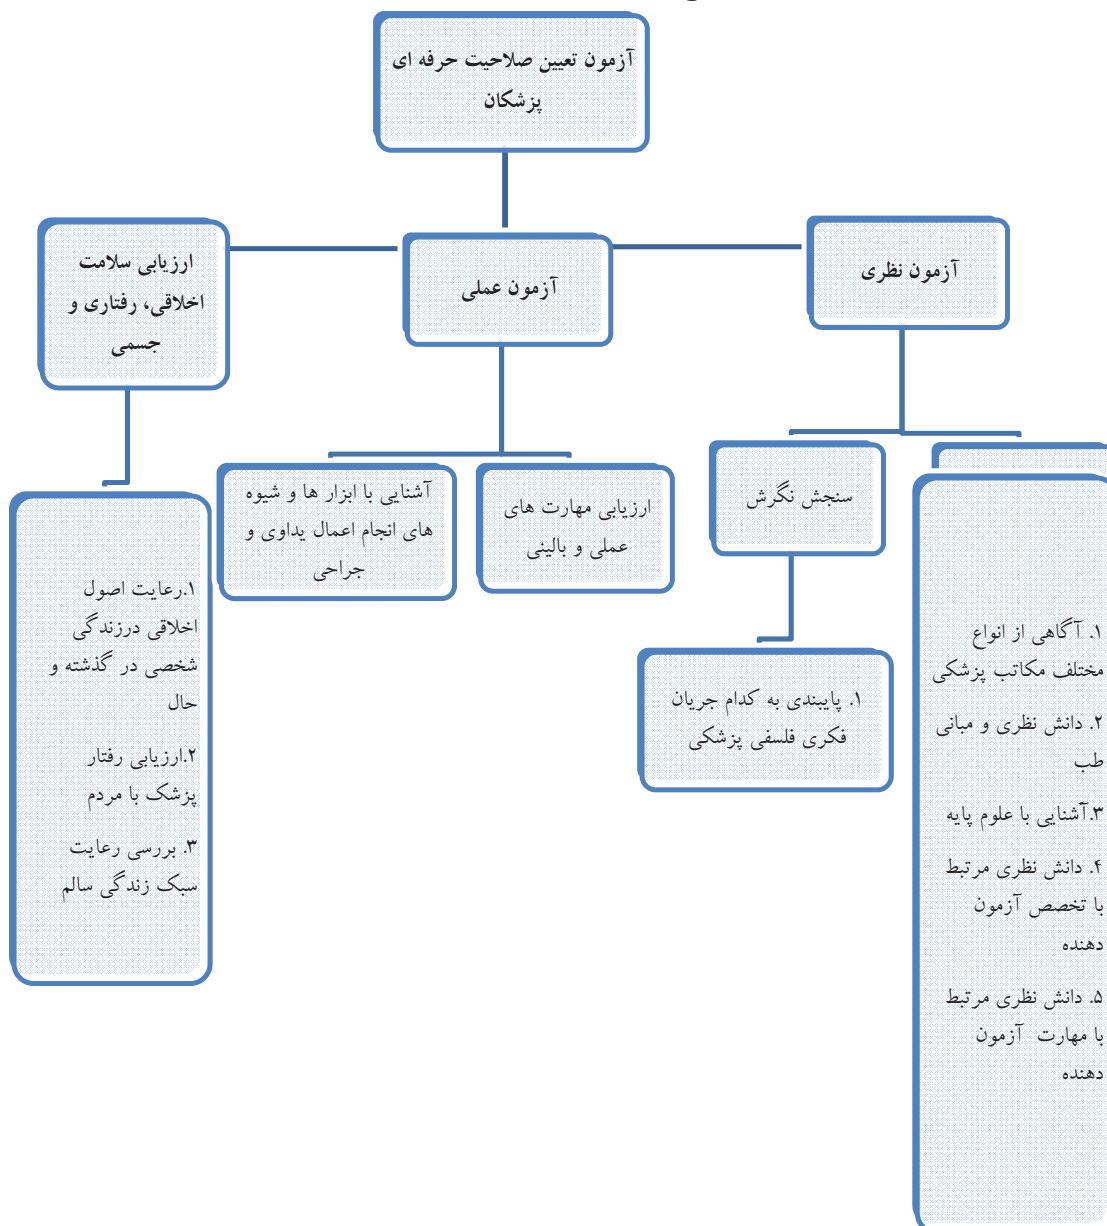 آزمون تعیین صلاحیت حرفه ای
پزشکان
آزمون نظری
آزمون عملی
ارزیابی سلامت
اخلاقی، رفتاری و
جسمی
سنجش نگرش
ارزیابی مهارت های
عملی و بالینی
آشنایی با ابزار ها و شیوه
های انجام اعمال یداوی و
جراحی
۱. آگاهی از انواع
مختلف مکاتب پزشکی
۲. دانش نظری و مبانی
طب
۳.آشنایی با علوم پایه
۴. دانش نظری مرتبط
با تخصص آزمون
دهنده
۵. دانش نظری مرتبط
با مهارت آزمون
دهنده
۱. پایبندی به کدام جریان
فکری فلسفی پزشکی
۱.رعایت اصول
اخلاقی درزندگی
شخصی در گذشته و
حال
۲.ارزیابی رفتار
پزشک با مردم
۳. بررسی رعایت
سبک زندگی سالم